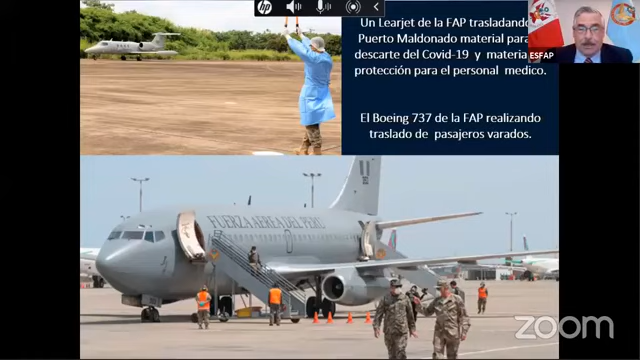 Un Learjet de la FAP trasladando
Puerto Maldonado material para
descarte del Covid-19 y materia
protección para el personal medico.
ESFAP
El Boeing 737 de la FAP realizando
traslado de pasajeros varados.
FUERZA AEREA DEL PERU
zoom
hp